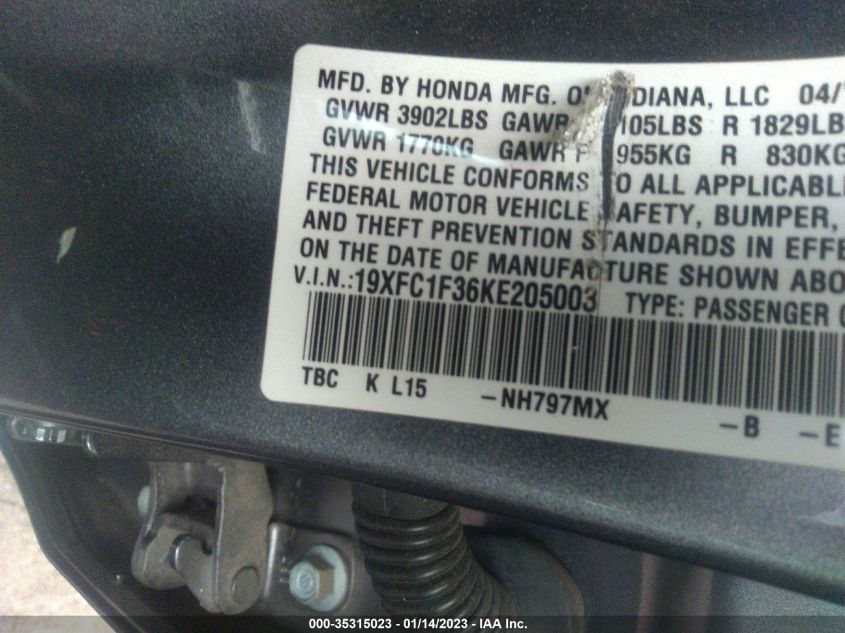 MFD. BY HONDA MFG. O DIANA, LLC 04/
GVWR 3902LBS GAWR 105LBS R 1829LB
GVWR 1770KG GAWR F 955KG R 830KG
THIS VEHICLE CONFORMS O ALL APPLICABL
FEDERAL MOTOR VEHICLE AFETY, BUMPER,
AND THEFT PREVENTION STANDARDS IN EFFE
ON THE DATE OF MANUFACTURE SHOWN ABO
V.I.N.:19XFC1F36KE205003 TYPE: PASSENGER C
TBC K L15 -NH797MX -B -E
000-35315023 - 01/14/2023 - IAA Inc.